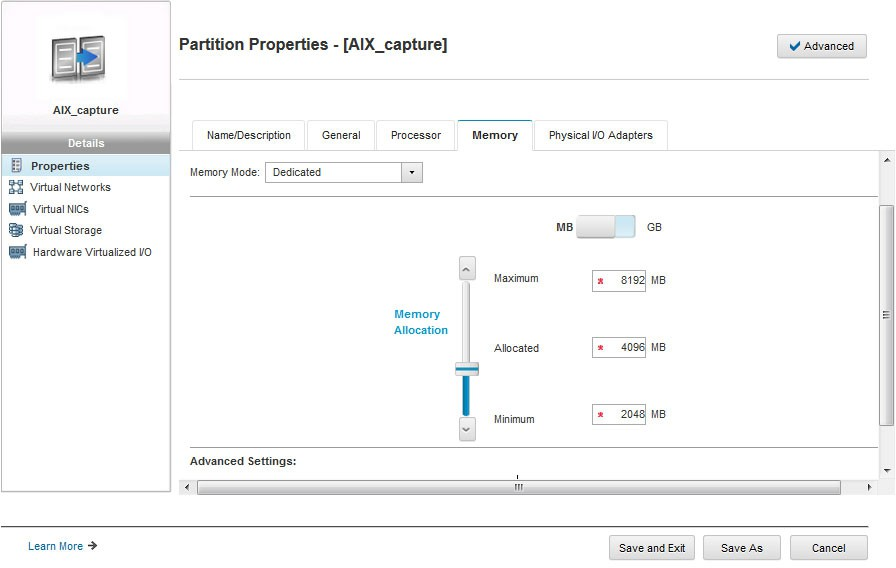 Partition Properties - [AIX_capture]
Advanced
AIX_capture
Details
Properties
Virtual Networks
Virtual NICs
Virtual Storage
Hardware Virtualized I/O
Name/Description
General
Processor
Memory
Physical I/O Adapters
Memory Mode: Dedicated
MB GB
Maximum * 8192 MB
Memory
Allocation
Allocated * 4096 MB
Minimum * 2048 MB
Advanced Settings:
Learn More
Save and Exit
Save As
Cancel